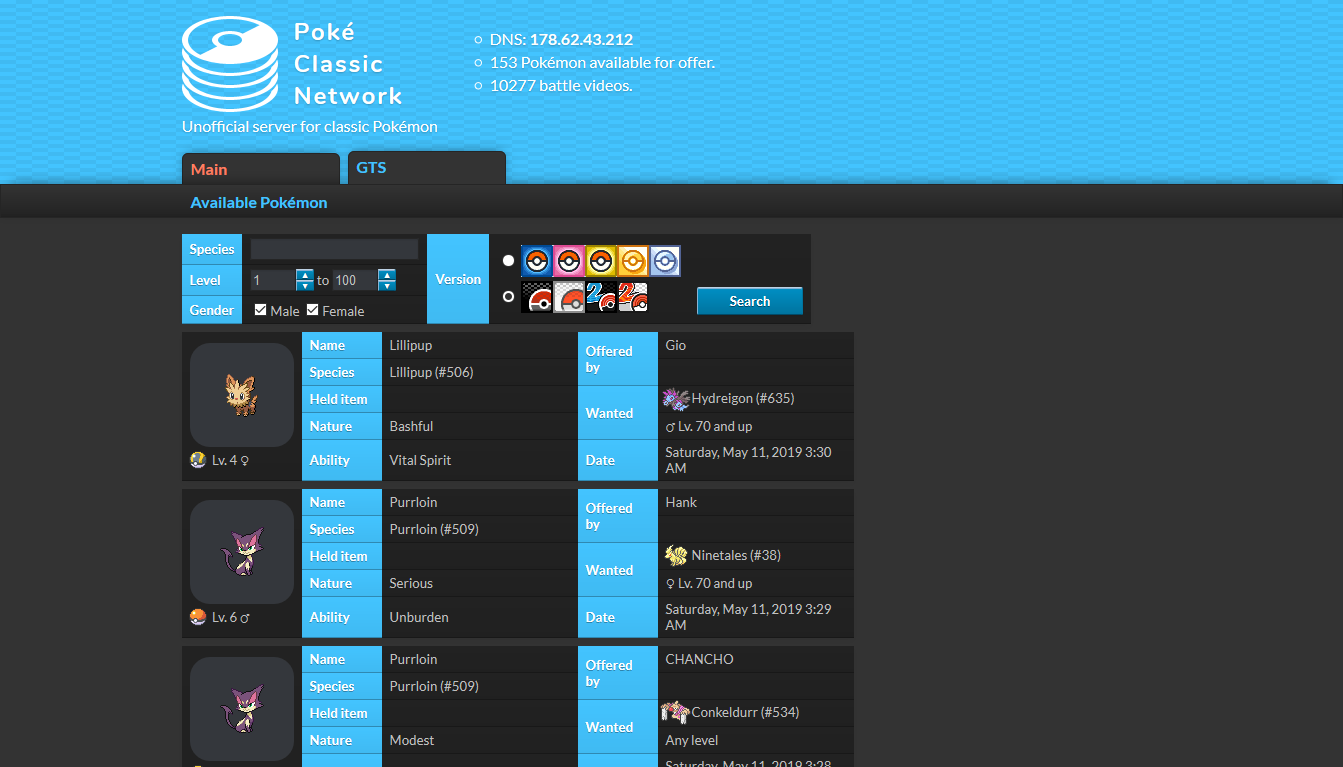 Poké
Classic
Network
Unofficial server for classic Pokémon
DNS: 178.62.43.212
153 Pokémon available for offer.
10277 battle videos.
Main
GTS
Available Pokémon
Species
Level 1 to 100
Gender Male Female
Version
2
2
Search
Name Lillipup
Species Lillipup (#506)
Held item
Nature Bashful
Ability Vital Spirit
Lv. 4 ♀
Offered
by
Gio
Wanted
Hydreigon (#635)
♂ Lv. 70 and up
Date
Saturday, May 11, 2019 3:30
AM
Name Purrloin
Species Purrloin (#509)
Held item
Nature Serious
Ability Unburden
Lv. 6 ♂
Offered
by
Hank
Wanted
Ninetales (#38)
♀ Lv. 70 and up
Date
Saturday, May 11, 2019 3:29
AM
Name Purrloin
Species Purrloin (#509)
Held item
Nature Modest
Offered
by
CHANCHO
Wanted
Conkeldurr (#534)
Any level
Saturday, May 11, 2019 3:28